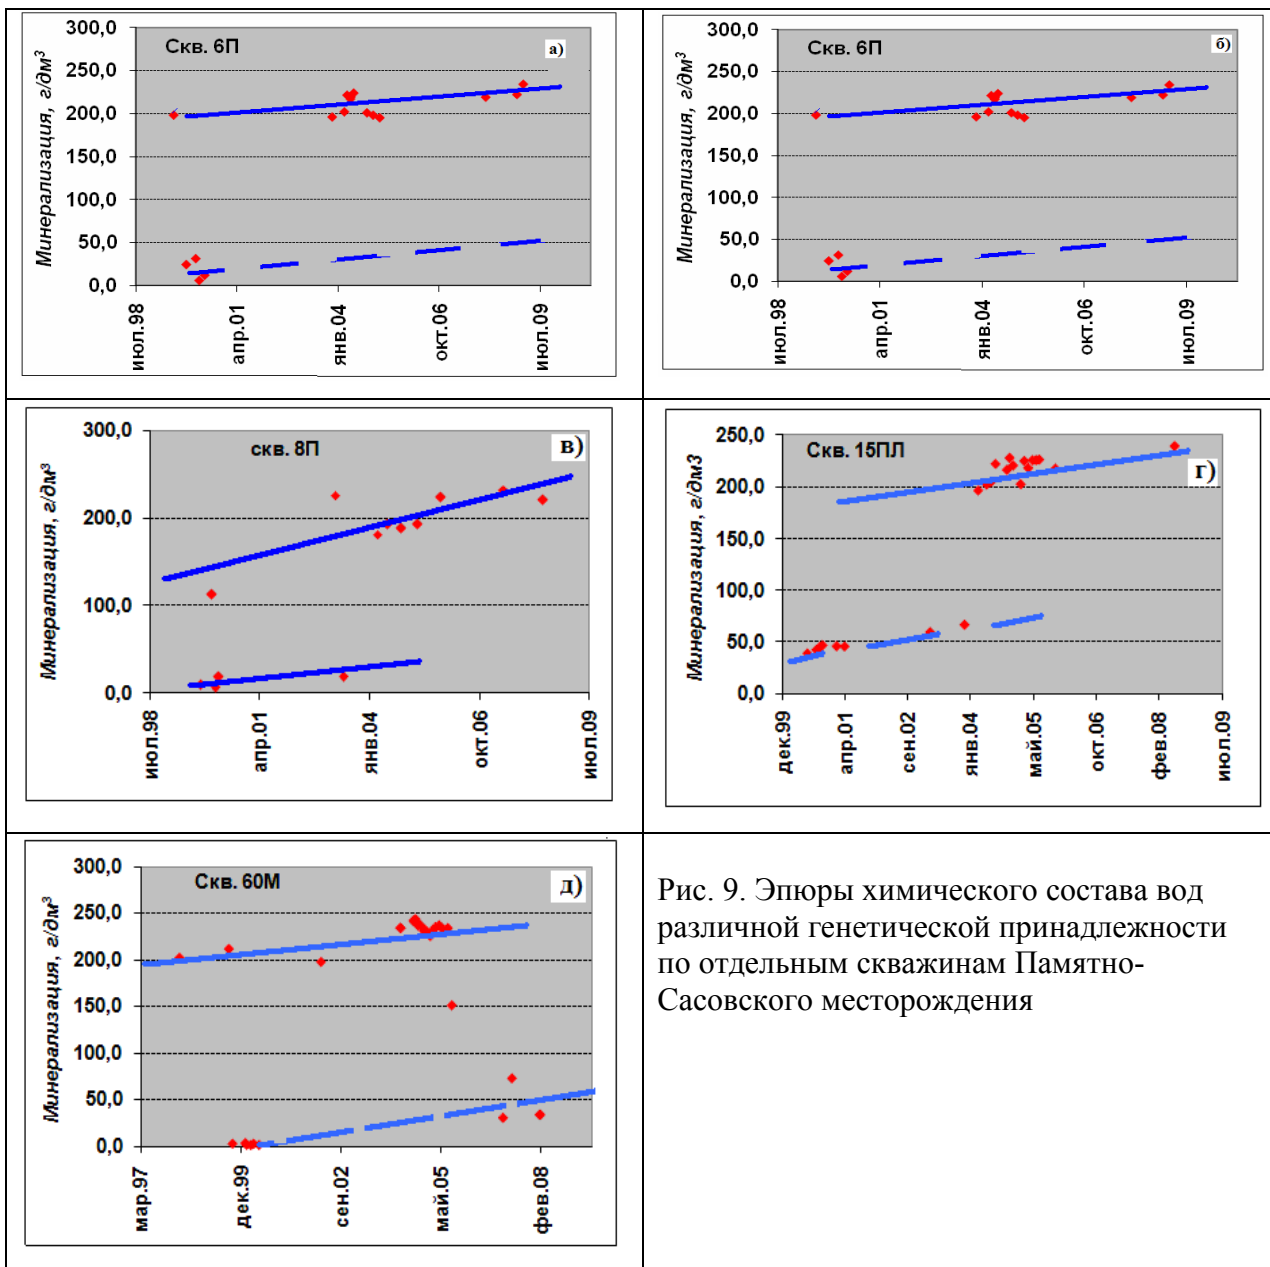 Скв. 6П
а)
Минерализация, г/дм³
300,0
250,0
200,0
150,0
100,0
50,0
0,0
июл.98
апр.01
янв.04
окт.06
июл.09
Скв. 6П
б)
Минерализация, г/дм³
300,0
250,0
200,0
150,0
100,0
50,0
0,0
июл.98
апр.01
янв.04
окт.06
июл.09
скв. 8П
в)
Минерализация, г/дм³
300,0
200,0
100,0
0,0
июл.98
апр.01
янв.04
окт.06
июл.09
Скв. 15ПЛ
г)
Минерализация, г/дм3
250,0
200,0
150,0
100,0
50,0
0,0
дек.99
апр.01
сен.02
янв.04
май.05
окт.06
фев.08
июл.09
Скв. 60М
д)
Минерализация, г/дм³
300,0
250,0
200,0
150,0
100,0
50,0
0,0
мар.97
дек.99
сен.02
май.05
фев.08
Рис. 9. Эпюры химического состава вод
различной генетической принадлежности
по отдельным скважинам Памятно-
Сасовского месторождения